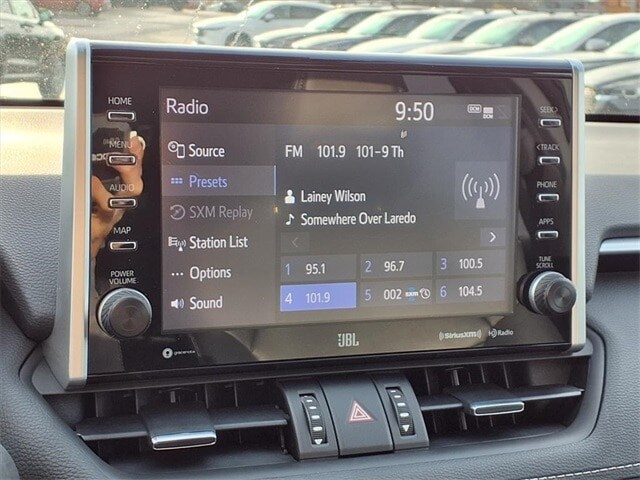 Radio 9:50
HOME
MENU
AUDIO
MAP
POWER
VOLUME
Source
Presets
SXM Replay
Station List
Options
Sound
FM 101.9 101-9 Th
Lainey Wilson
Somewhere Over Laredo
1 95.1 2 96.7 3 100.5
4 101.9 5 002 sxm 6 104.5
SEEK>
<TRACK
PHONE
APPS
TUNE
SCROLL
JBL
SiriusXM HD Radio